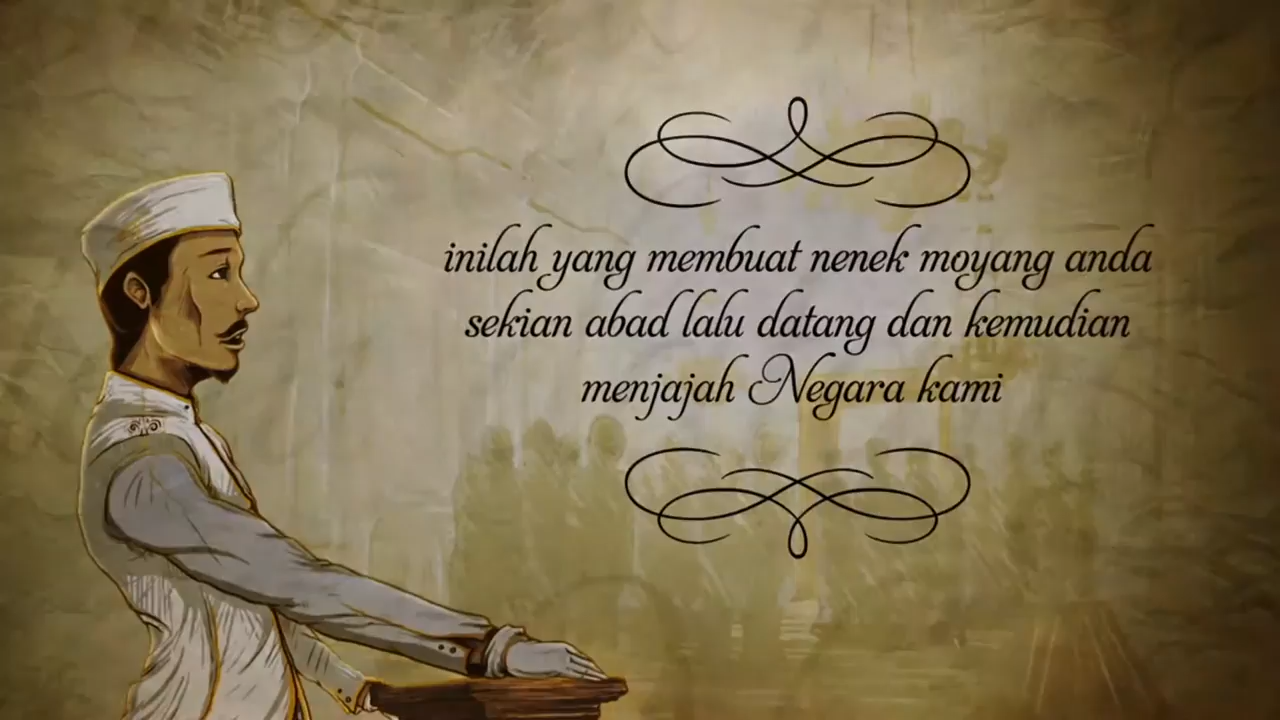 inilah yang membuat nenek moyang anda
sekian abad lalu datang dan kemudian
menjajah Negara kami